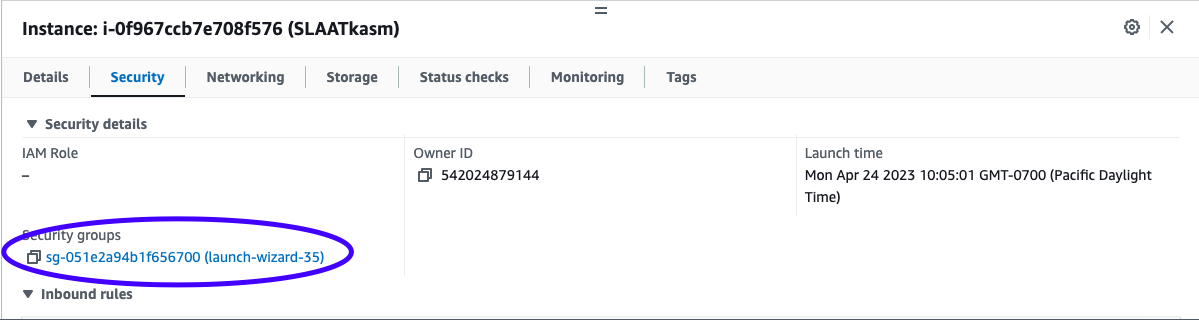 Instance: i-0f967ccb7e708f576 (SLAATkasm)
Details
Security
Networking
Storage
Status checks
Monitoring
Tags
Security details
IAM Role
–
Owner ID
542024879144
Launch time
Mon Apr 24 2023 10:05:01 GMT-0700 (Pacific Daylight
Time)
Security groups
sg-051e2a94b1f656700 (launch-wizard-35)
Inbound rules